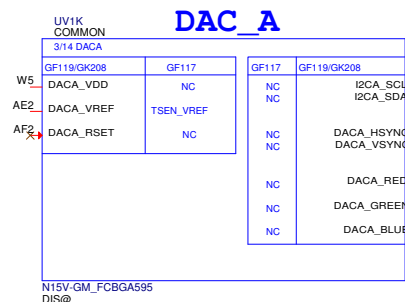 DAC_A
UV1K
COMMON
3/14 DACA
GF119/GK208 GF117 GF117 GF119/GK208
W5 DACA_VDD NC NC I2CA_SCL
NC I2CA_SDA
AE2 DACA_VREF TSEN_VREF
AF2 DACA_RSET NC NC DACA_HSYNC
NC DACA_VSYNC
NC DACA_RED
NC DACA_GREEN
NC DACA_BLUE
N15V-GM_FCBGA595
DIS@